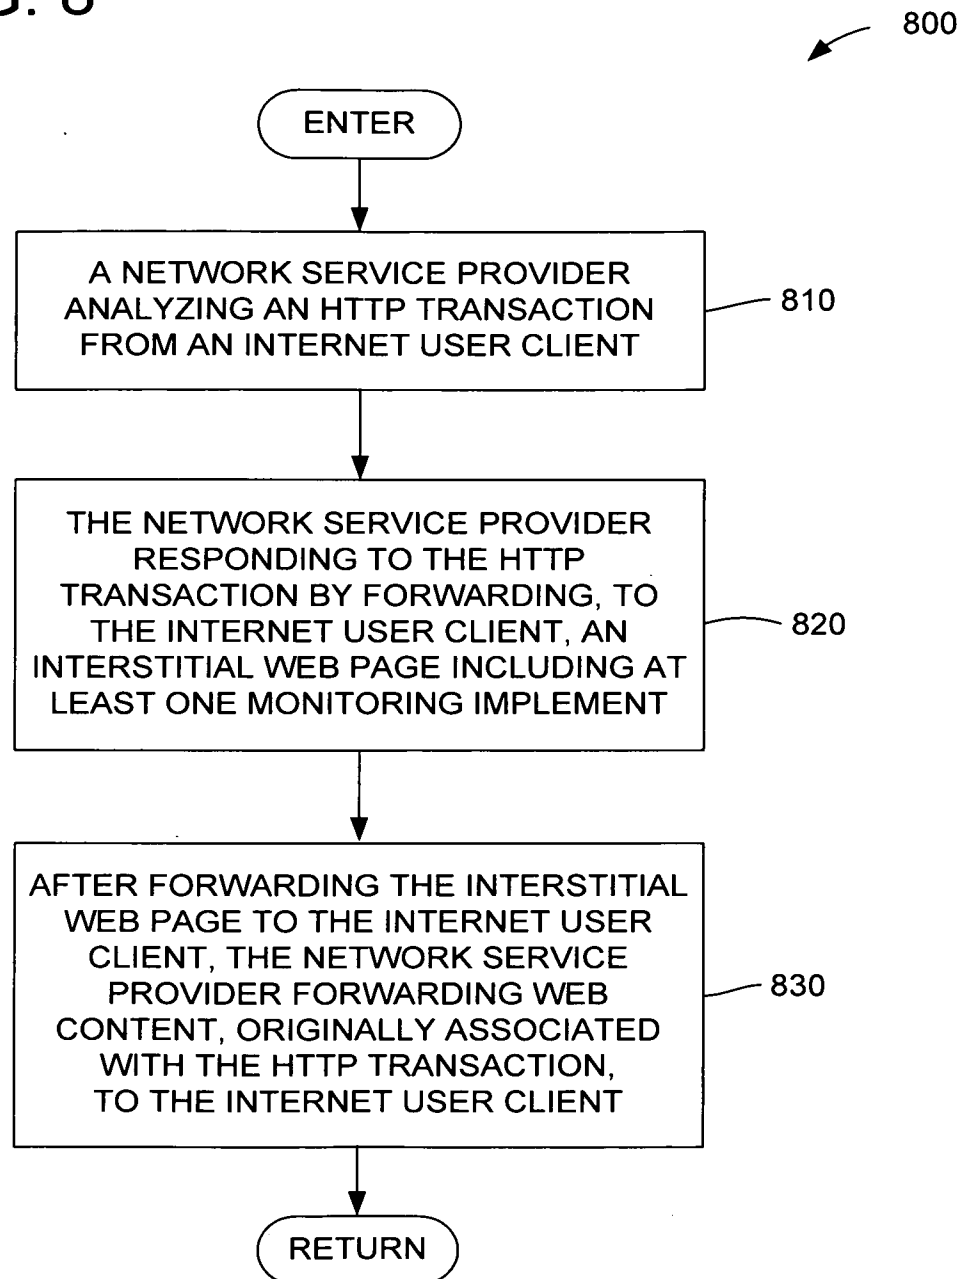 G. 8
800
ENTER
A NETWORK SERVICE PROVIDER
ANALYZING AN HTTP TRANSACTION
FROM AN INTERNET USER CLIENT
810
THE NETWORK SERVICE PROVIDER
RESPONDING TO THE HTTP
TRANSACTION BY FORWARDING, TO
THE INTERNET USER CLIENT, AN
INTERSTITIAL WEB PAGE INCLUDING AT
LEAST ONE MONITORING IMPLEMENT
820
AFTER FORWARDING THE INTERSTITIAL
WEB PAGE TO THE INTERNET USER
CLIENT, THE NETWORK SERVICE
PROVIDER FORWARDING WEB
CONTENT, ORIGINALLY ASSOCIATED
WITH THE HTTP TRANSACTION,
TO THE INTERNET USER CLIENT
830
RETURN